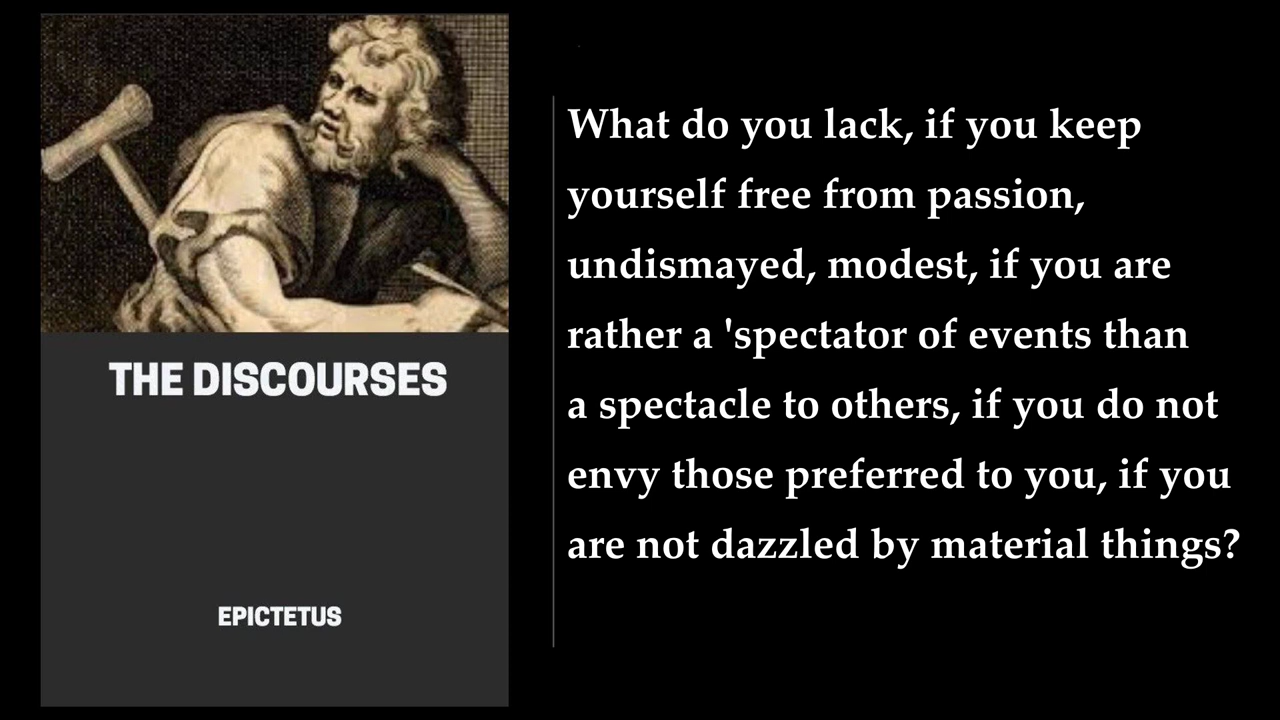 THE DISCOURSES
EPICTETUS
What do you lack, if you keep
yourself free from passion,
undismayed, modest, if you are
rather a 'spectator of events than
a spectacle to others, if you do not
envy those preferred to you, if you
are not dazzled by material things?